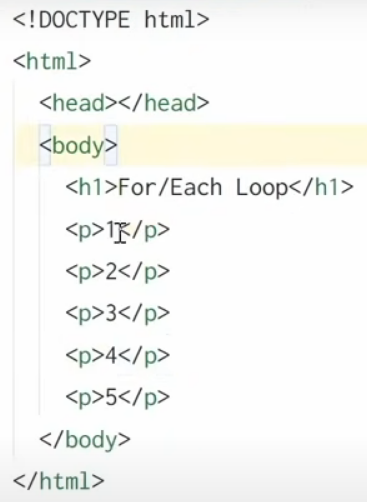 <!DOCTYPE html>
<html>
<head></head>
<body>
<h1>For/Each Loop</h1>
<p>1</p>
<p>2</p>
<p>3</p>
<p>4</p>
<p>5</p>
</body>
</html>